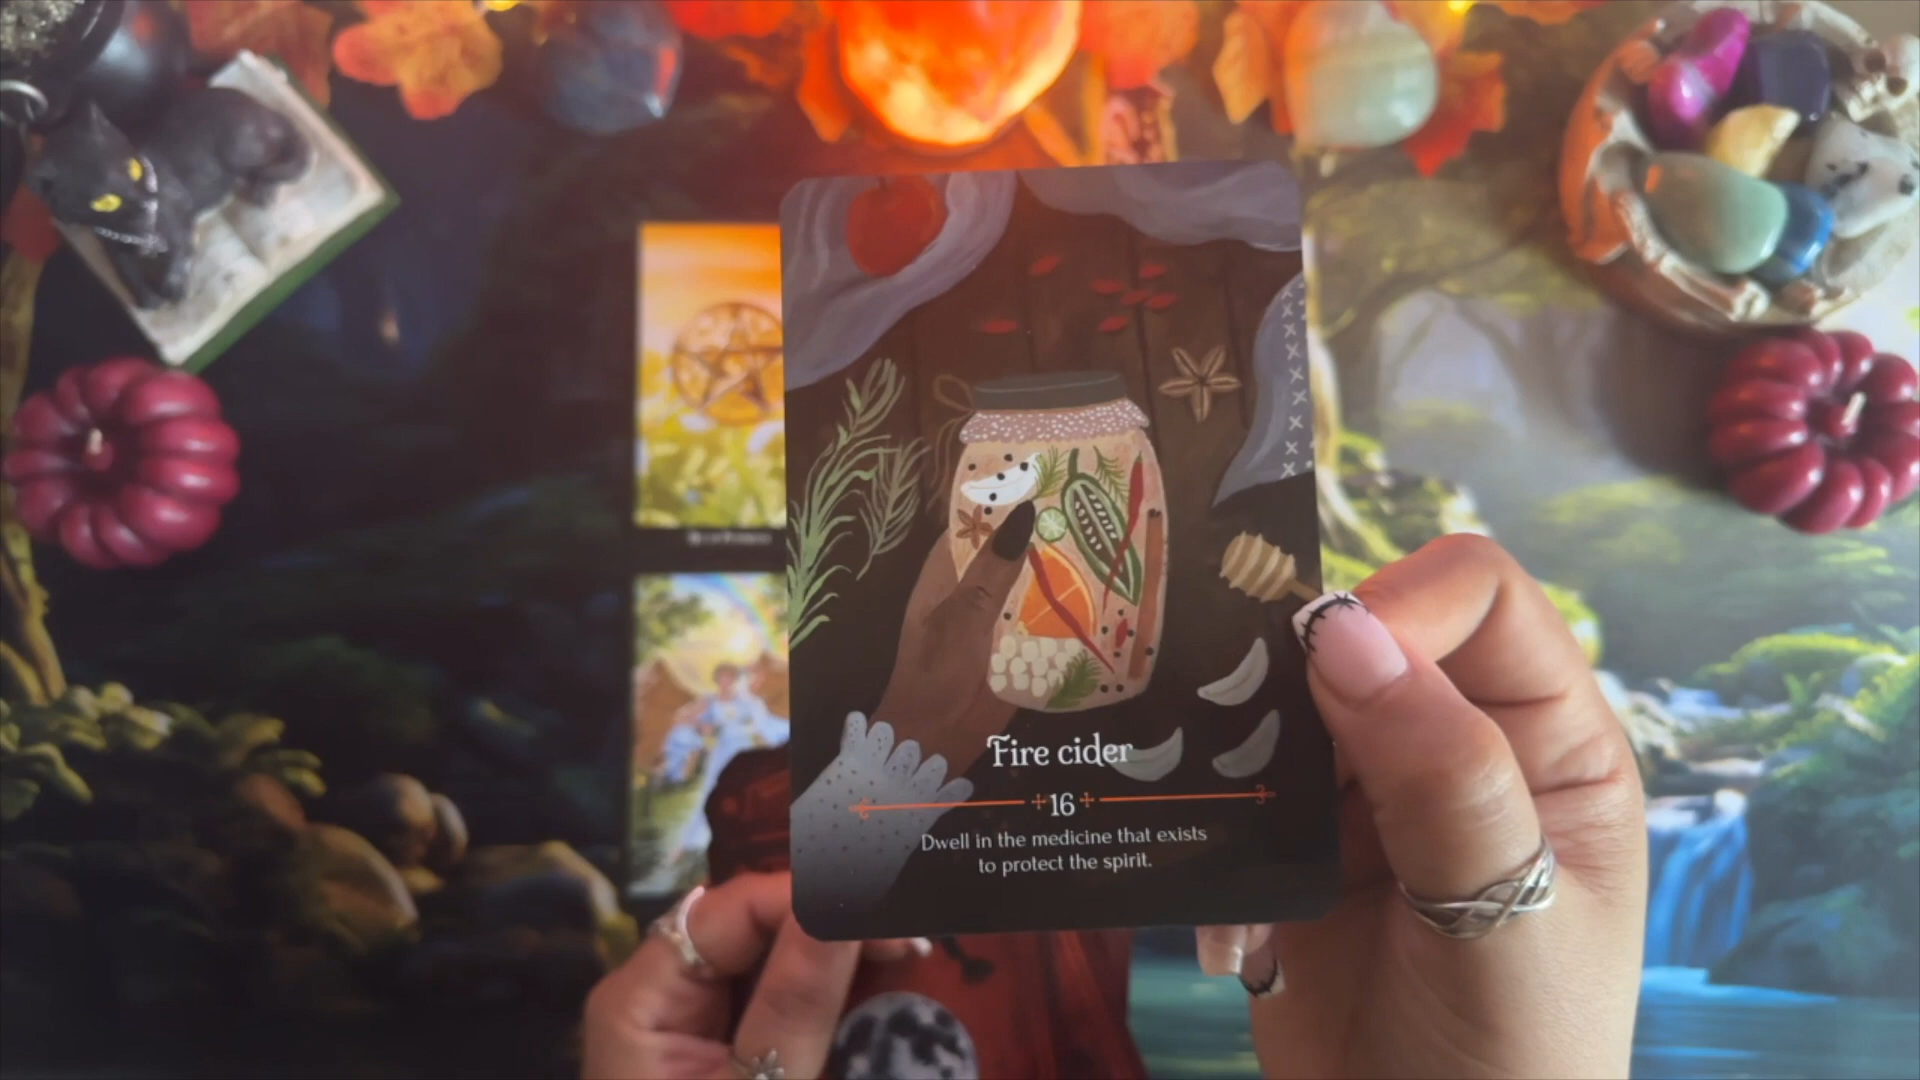 Fire cider
16
Dwell in the medicine that exists
to protect the spirit.